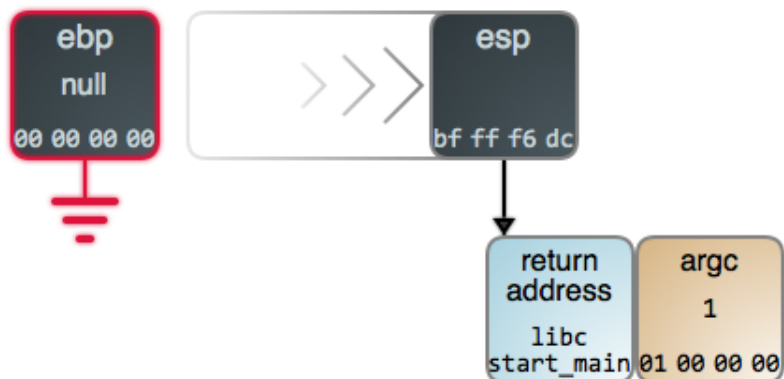 ebp
null
00 00 00 00
esp
bf ff f6 dc
return
address
libc
start_main
argc
1
01 00 00 00